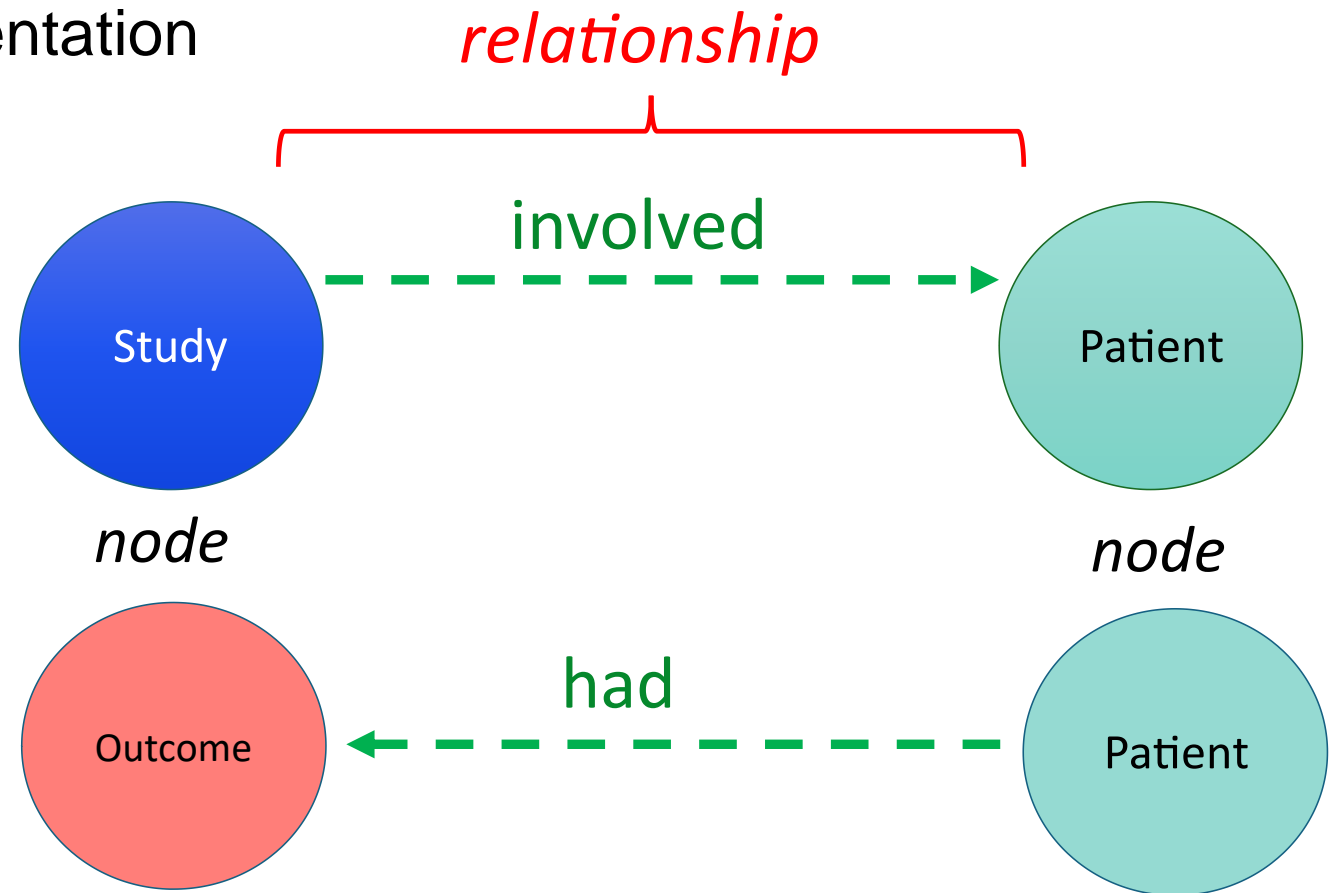 entation
relationship
involved
Study
Patient
node
node
had
Outcome
Patient